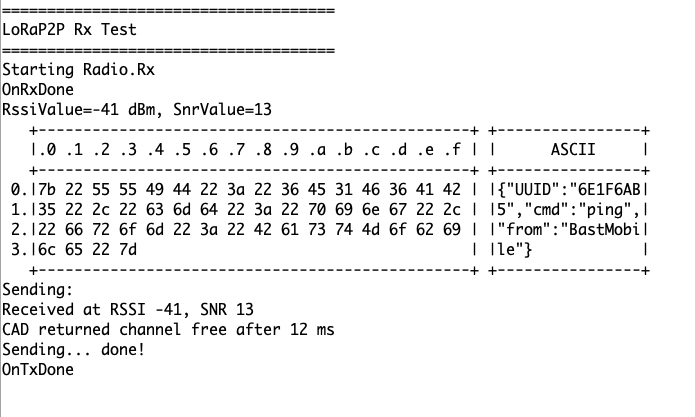 =====================================
LoRaP2P Rx Test
=====================================
Starting Radio.Rx
OnRxDone
RssiValue=-41 dBm, SnrValue=13
   +------------------------------------------------+ +----------------+
   |.0 .1 .2 .3 .4 .5 .6 .7 .8 .9 .a .b .c .d .e .f | |      ASCII     |
   +------------------------------------------------+ +----------------+
 0.|7b 22 55 55 49 44 22 3a 22 36 45 31 46 36 41 42 | |{"UUID":"6E1F6AB|
 1.|35 22 2c 22 63 6d 64 22 3a 22 70 69 6e 67 22 2c | |5","cmd":"ping",|
 2.|22 66 72 6f 6d 22 3a 22 42 61 73 74 4d 6f 62 69 | |"from":"BastMobi|
 3.|6c 65 22 7d                                     | |le"}            |
   +------------------------------------------------+ +----------------+
Sending:
Received at RSSI -41, SNR 13
CAD returned channel free after 12 ms
Sending... done!
OnTxDone